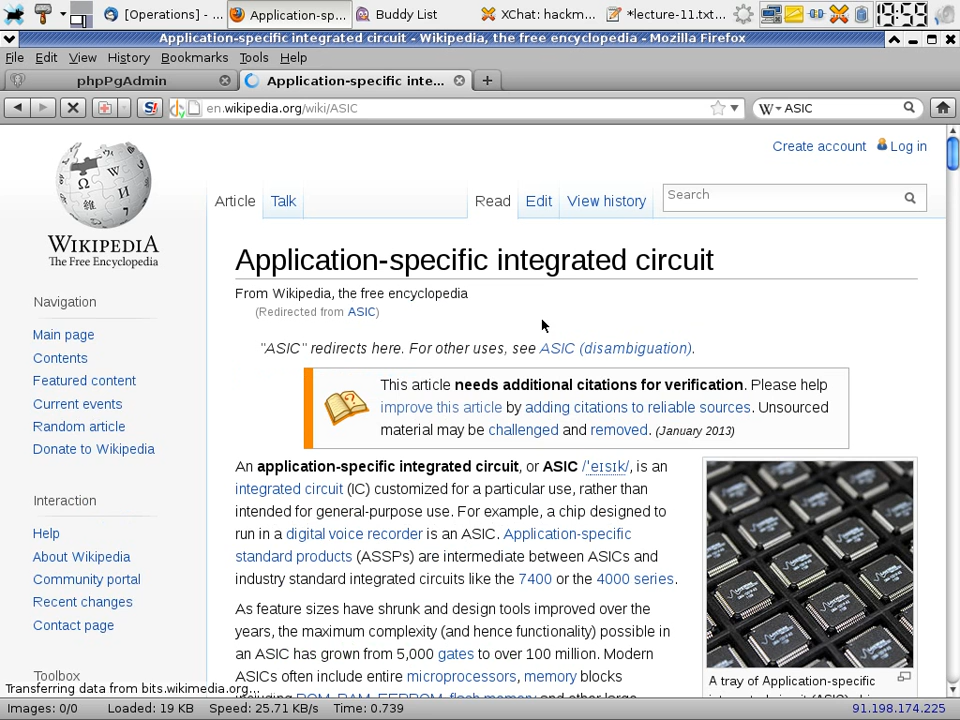 [Operations] - ...
Application-sp...
Buddy List
XChat: hackm...
*lecture-11.txt...
19:59
Application-specific integrated circuit - Wikipedia, the free encyclopedia - Mozilla Firefox
File Edit View History Bookmarks Tools Help
phpPgAdmin
Application-specific inte...
en.wikipedia.org/wiki/ASIC
W ASIC
Create account
Log in
Article Talk
Read Edit View history
Search
WIKIPEDIA
The Free Encyclopedia
Navigation
Main page
Contents
Featured content
Current events
Random article
Donate to Wikipedia
Interaction
Help
About Wikipedia
Community portal
Recent changes
Contact page
Toolbox
Application-specific integrated circuit
From Wikipedia, the free encyclopedia
(Redirected from ASIC)
"ASIC" redirects here. For other uses, see ASIC (disambiguation).
This article needs additional citations for verification. Please help
improve this article by adding citations to reliable sources. Unsourced
material may be challenged and removed. (January 2013)
An application-specific integrated circuit, or ASIC /ˈeɪsɪk/, is an
integrated circuit (IC) customized for a particular use, rather than
intended for general-purpose use. For example, a chip designed to
run in a digital voice recorder is an ASIC. Application-specific
standard products (ASSPs) are intermediate between ASICs and
industry standard integrated circuits like the 7400 or the 4000 series.
As feature sizes have shrunk and design tools improved over the
years, the maximum complexity (and hence functionality) possible in
an ASIC has grown from 5,000 gates to over 100 million. Modern
ASICs often include entire microprocessors, memory blocks
including ROM, RAM, EEPROM, flash memory and other large
A tray of Application-specific
Transferring data from bits.wikimedia.org...
Images: 0/0 Loaded: 19 KB Speed: 25.71 KB/s Time: 0.739
91.198.174.225